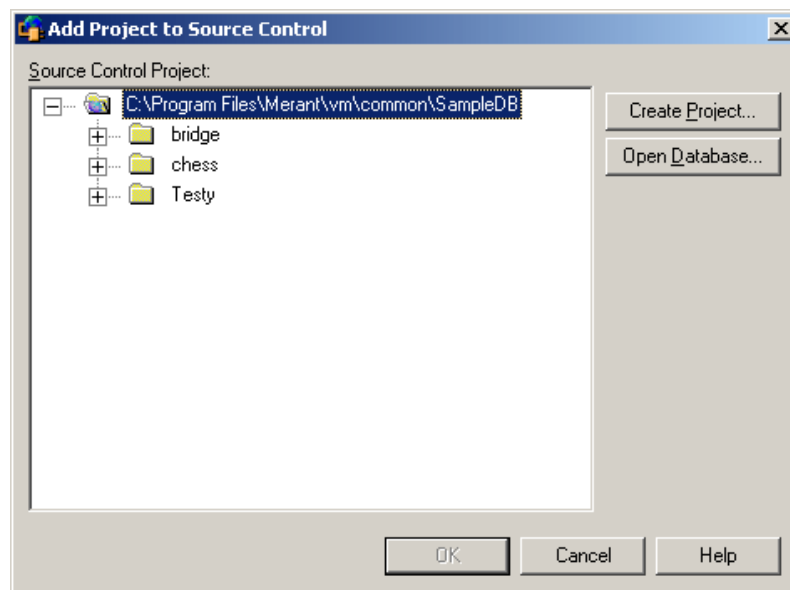 Add Project to Source Control
Source Control Project:
C:\Program Files\Merant\vm\common\SampleDB
bridge
chess
Testy
Create Project...
Open Database...
OK
Cancel
Help